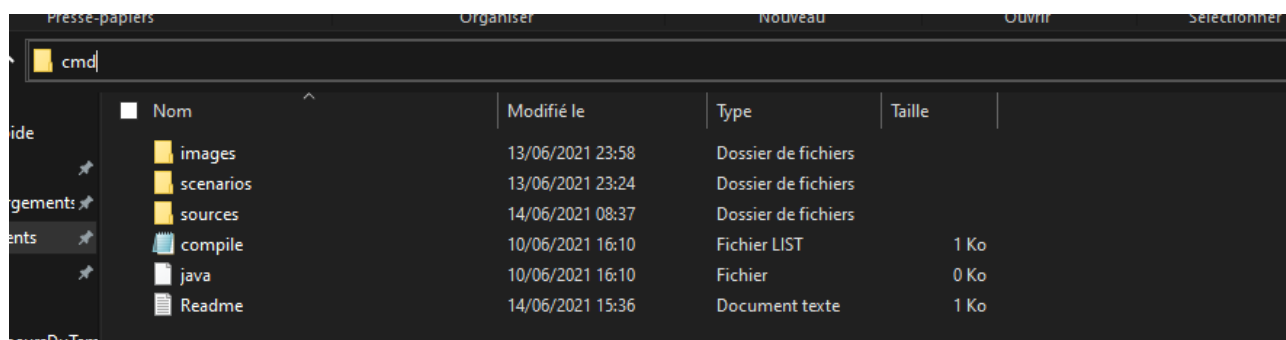 Presse-papiers Organiser Nouveau Ouvrir Sélectionner
cmd
Nom Modifié le Type Taille
ide
images 13/06/2021 23:58 Dossier de fichiers
scenarios 13/06/2021 23:24 Dossier de fichiers
rgements
sources 14/06/2021 08:37 Dossier de fichiers
ents
compile 10/06/2021 16:10 Fichier LIST 1 Ko
java 10/06/2021 16:10 Fichier 0 Ko
Readme 14/06/2021 15:36 Document texte 1 Ko